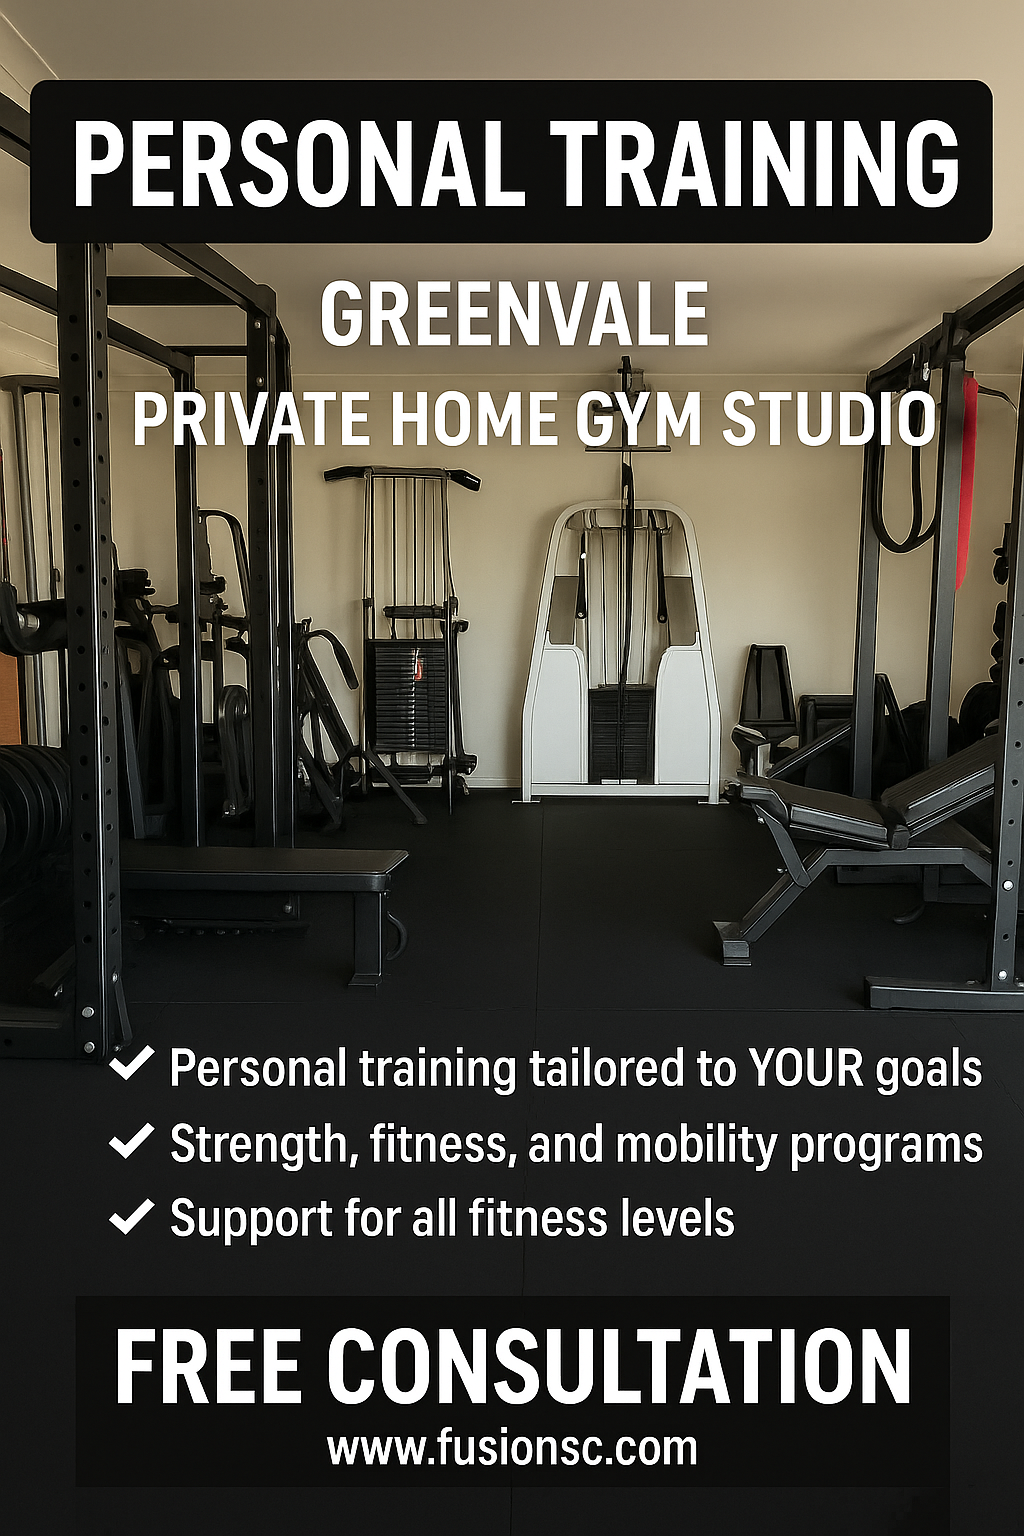 PERSONAL TRAINING
GREENVALE
PRIVATE HOME GYM STUDIO
Personal training tailored to YOUR goals
Strength, fitness, and mobility programs
Support for all fitness levels
FREE CONSULTATION
www.fusionsc.com